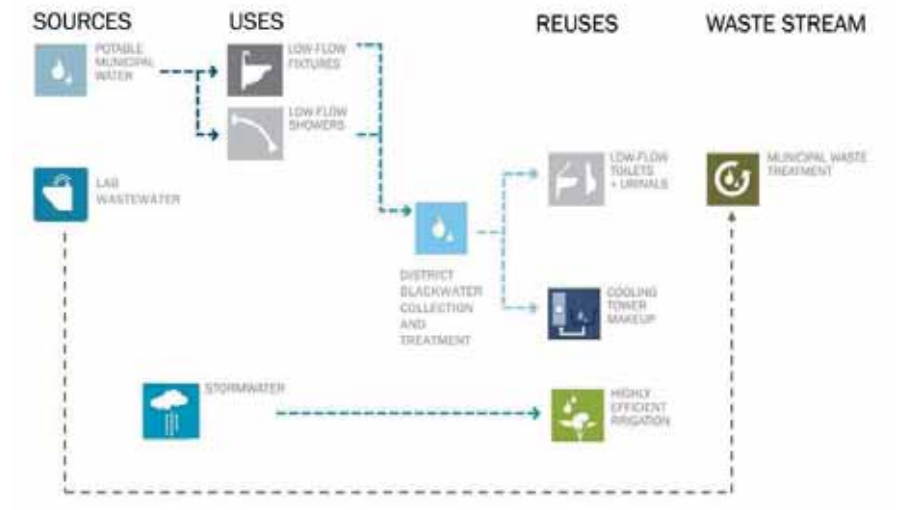 SOURCES
USES
REUSES
WASTE STREAM
POTABLE
MUNICIPAL
WATER
LOW-FLOW
FIXTURES
LOW-FLOW
SHOWERS
LAB
WASTEWATER
DISTRICT
BLACKWATER
COLLECTION
AND
TREATMENT
LOW-FLOW
TOILETS
+ URINALS
MUNICIPAL WASTE
TREATMENT
COOLING
TOWER
MAKEUP
STORMWATER
HIGHLY
EFFICIENT
IRRIGATION